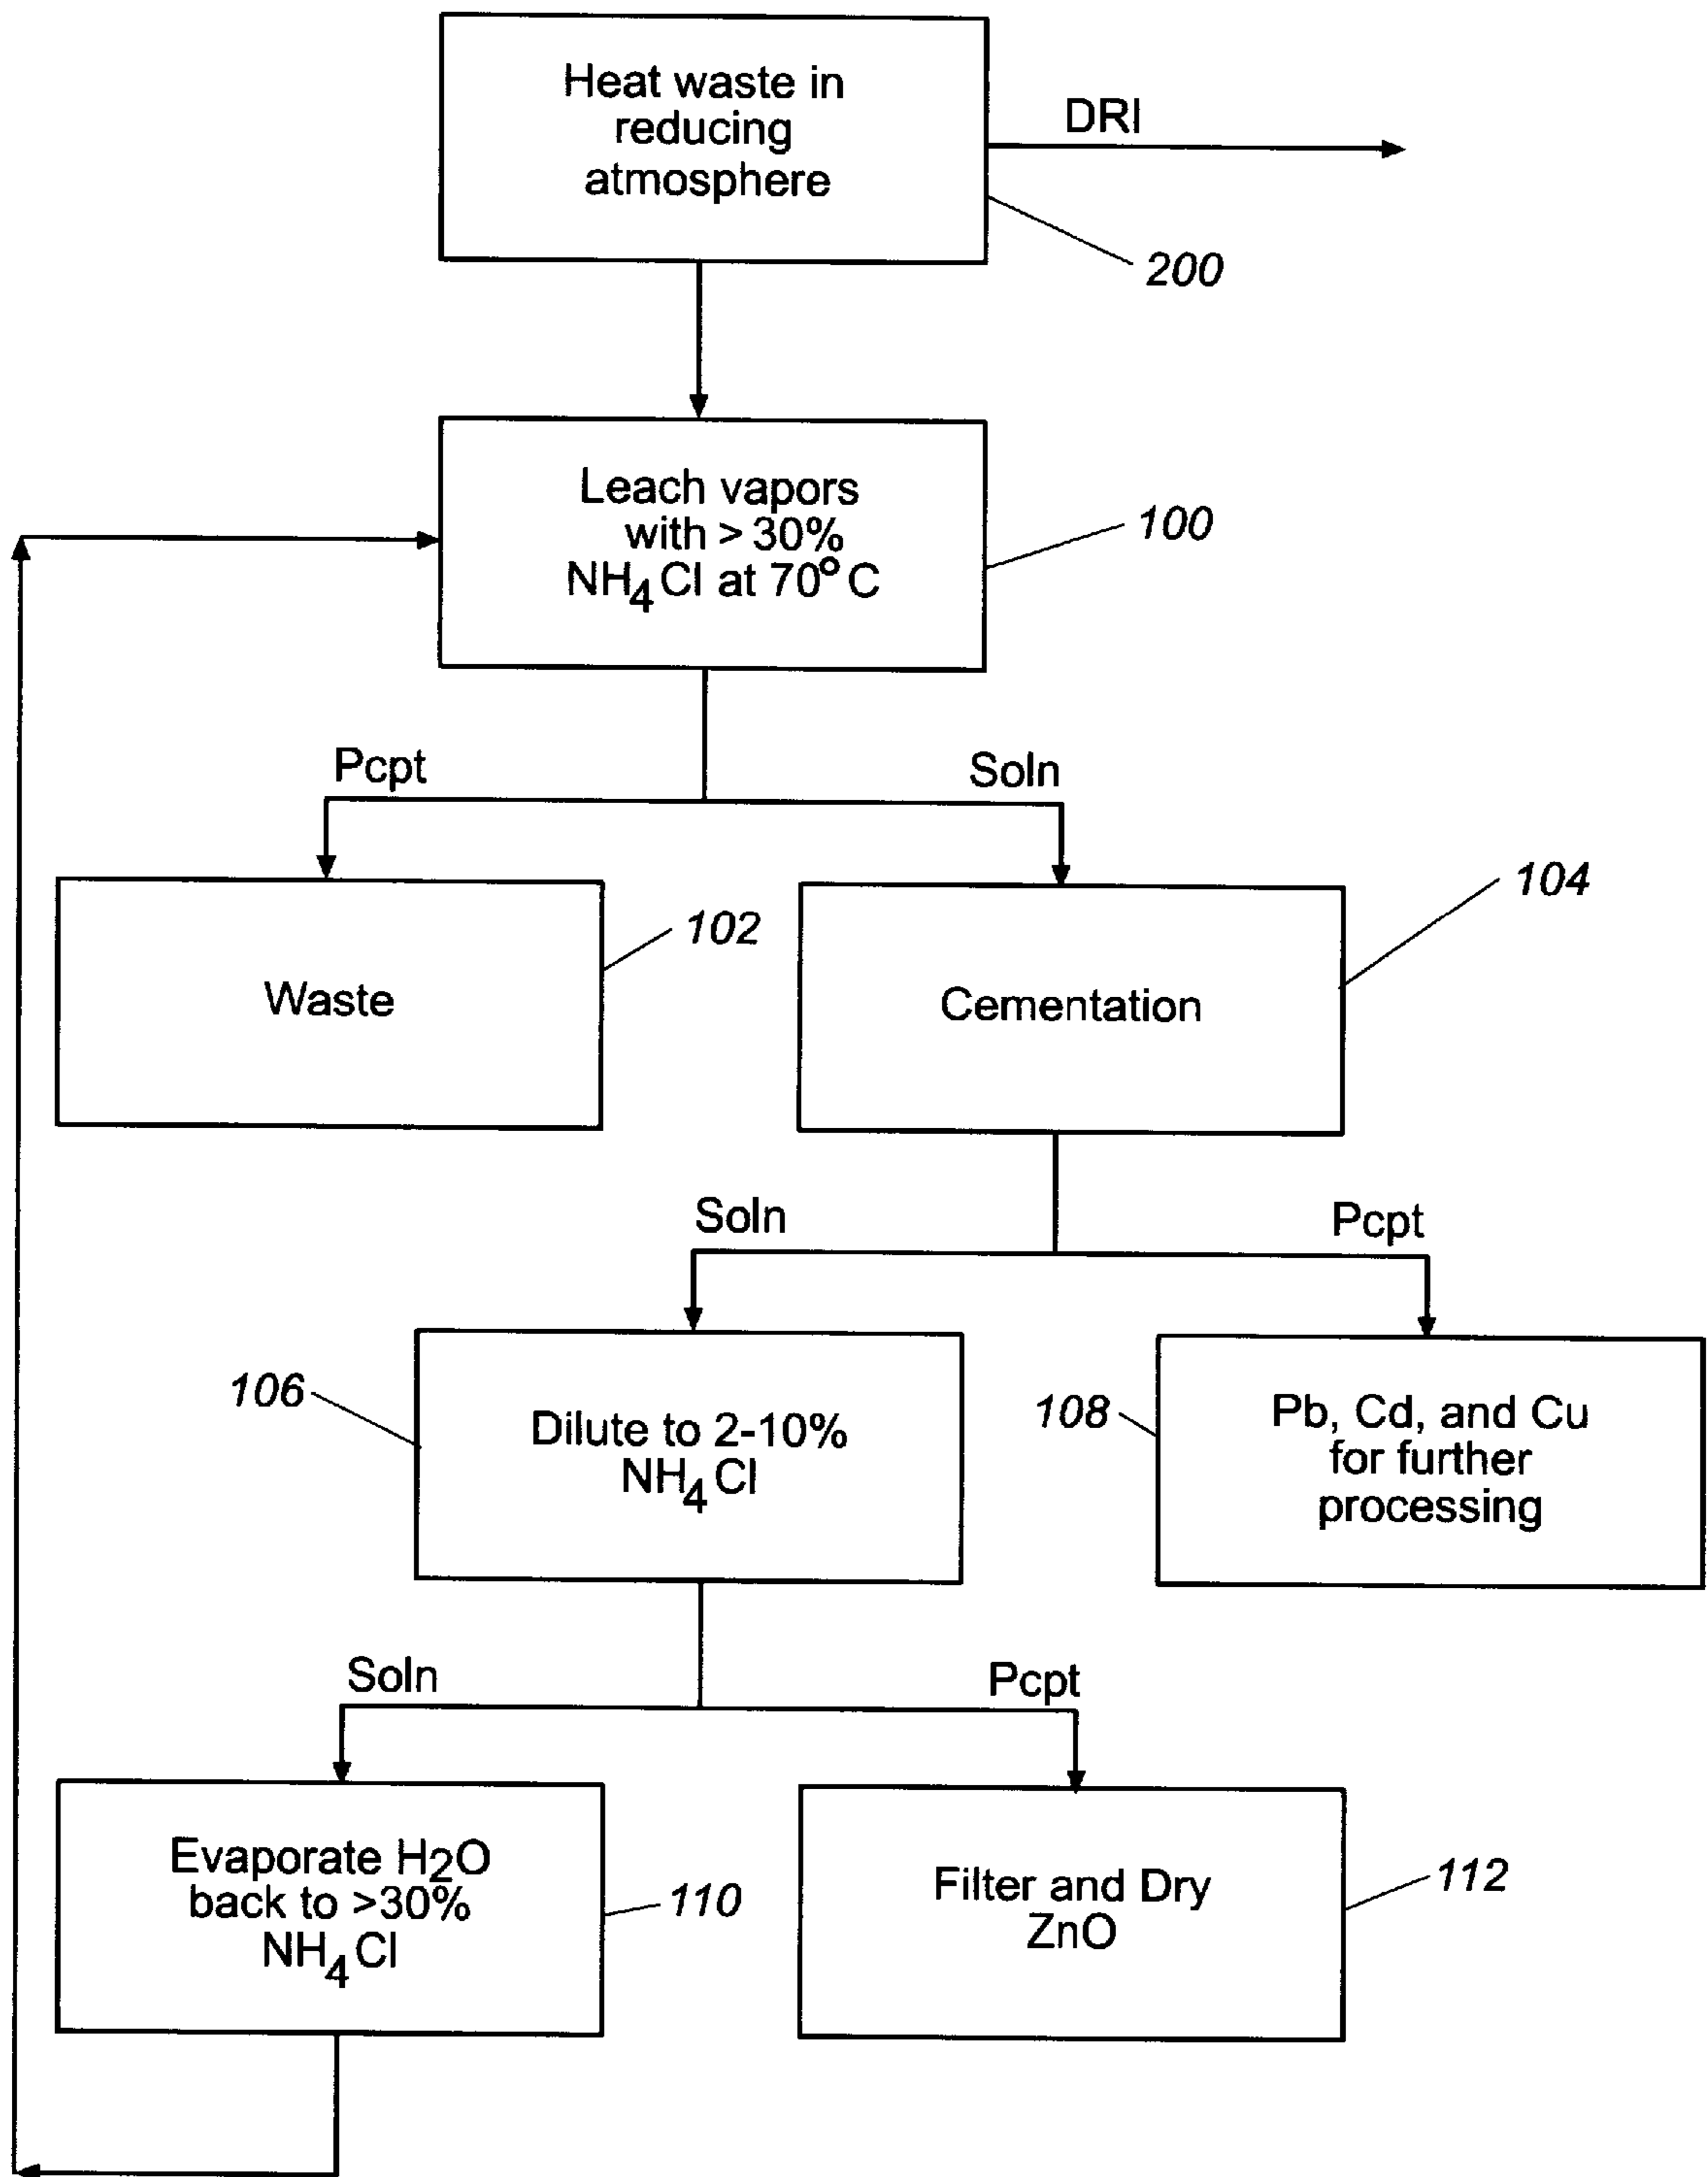 Heat waste in
reducing
atmosphere
DRI
200
Leach vapors
with > 30%
NH4Cl at 70°C
100
Pcpt
Soln
104
102
Waste
Cementation
Soln
Pcpt
106
Dilute to 2-10%
NH4Cl
108
Pb, Cd, and Cu
for further
processing
Soln
Pcpt
Evaporate H2O
back to >30%
NH4Cl
110
Filter and Dry
ZnO
112